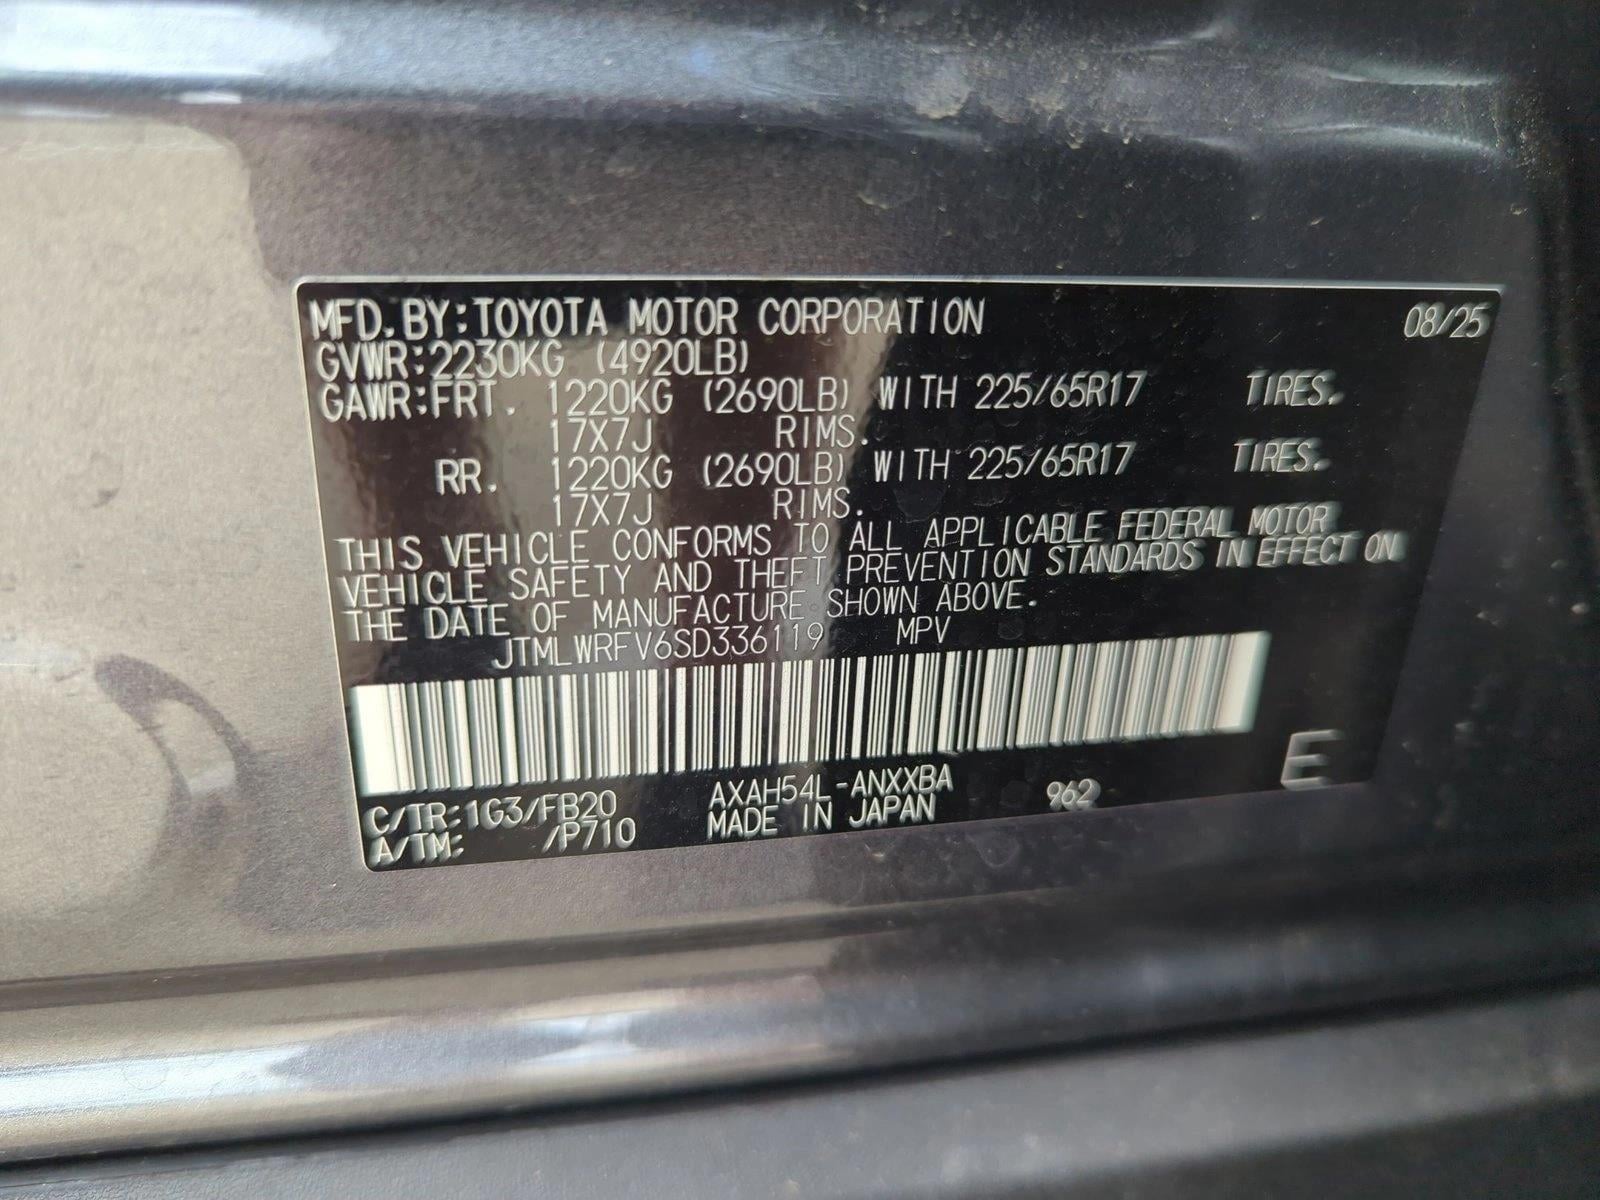 MFD.BY:TOYOTA MOTOR CORPORATION 08/25
GVWR:2230KG (4920LB)
GAWR:FRT. 1220KG (2690LB) WITH 225/65R17 TIRES.
17X7J RIMS.
RR. 1220KG (2690LB) WITH 225/65R17 TIRES.
17X7J RIMS.
THIS VEHICLE CONFORMS TO ALL APPLICABLE FEDERAL MOTOR
VEHICLE SAFETY AND THEFT PREVENTION STANDARDS IN EFFECT ON
THE DATE OF MANUFACTURE SHOWN ABOVE.
JTMLWRFV6SD336119 MPV
C/TR:1G3/FB20 AXAH54L-ANXXBA 962 E
A/TM: /P710 MADE IN JAPAN